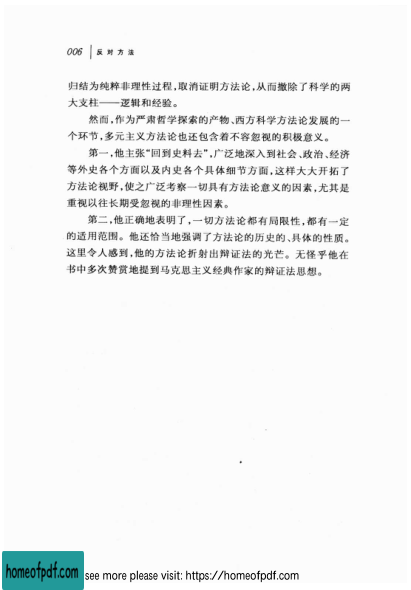 006 | 反对方法
归结为纯粹非理性过程,取消证明方法论,从而撤除了科学的两
大支柱——逻辑和经验。
然而,作为严肃哲学探索的产物、西方科学方法论发展的一
个环节,多元主义方法论也还包含着不容忽视的积极意义。
第一,他主张“回到史料去”,广泛地深入到社会、政治、经济
等外史各个方面以及内史各个具体细节方面,这样大大开拓了
方法论视野,使之广泛考察一切具有方法论意义的因素,尤其是
重视以往长期受忽视的非理性因素。
第二,他正确地表明了,一切方法论都有局限性,都有一定
的适用范围。他还恰当地强调了方法论的历史的、具体的性质。
这里令人感到,他的方法论折射出辩证法的光芒。无怪乎他在
书中多次赞赏地提到马克思主义经典作家的辩证法思想。
homeofpdf.com
see more please visit: https://homeofpdf.com